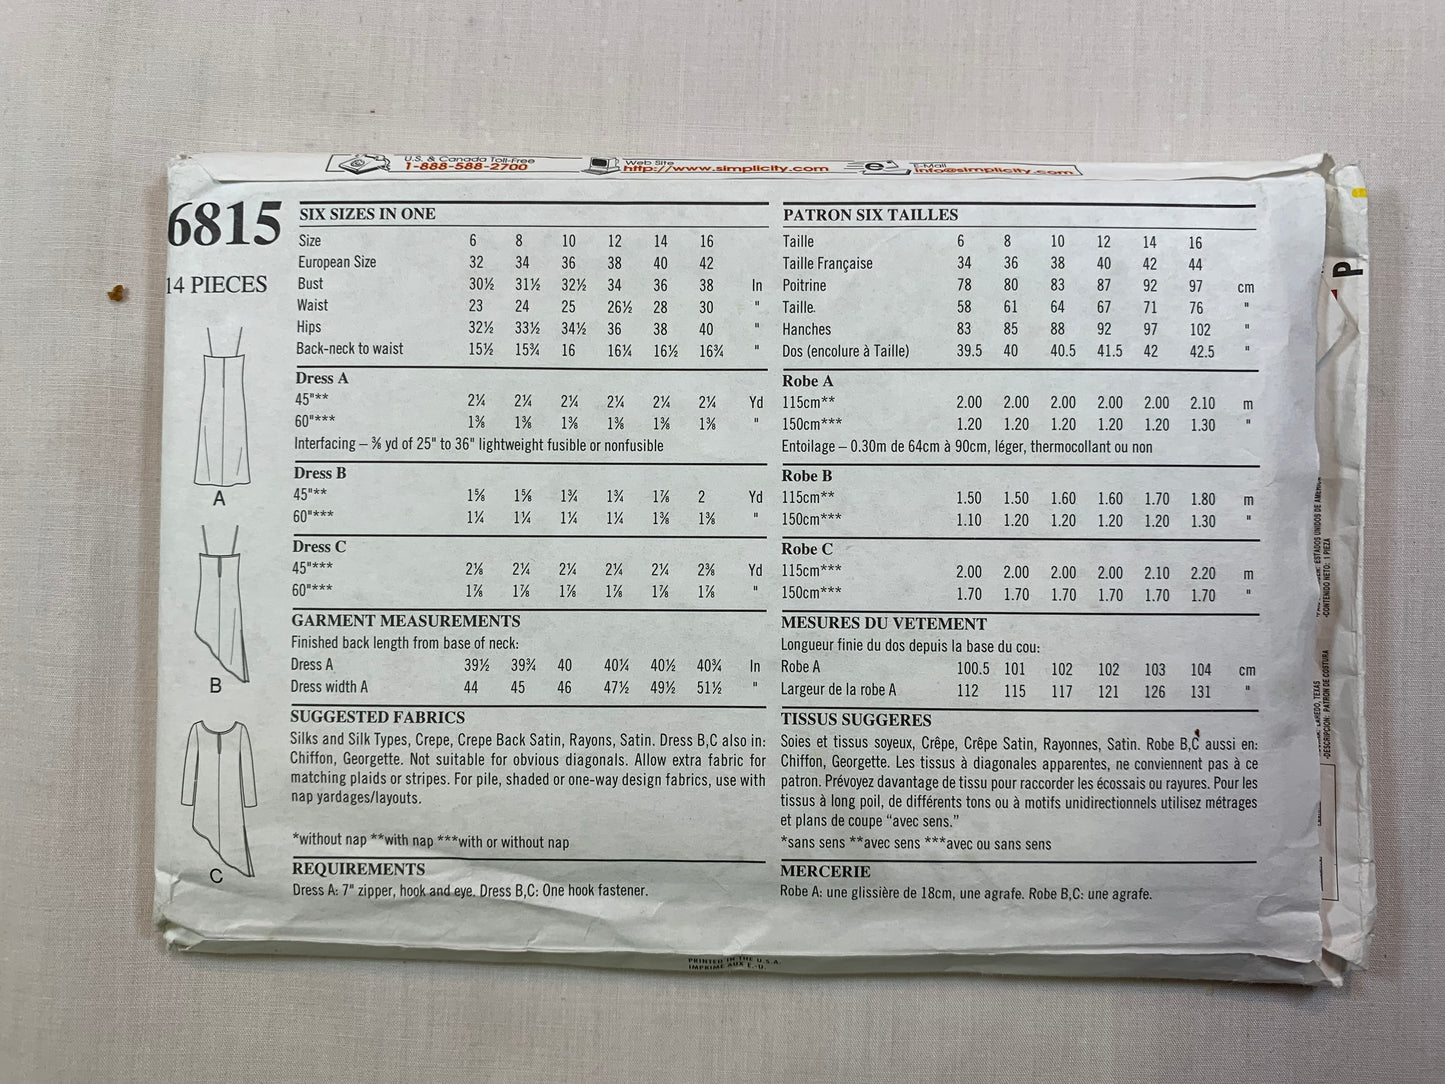 U.S. & Canada Toll-Free
1-888-588-2700
Web Site
http://www.simplicity.com
E-Mail
info@simplicity.com
6815
14 PIECES
A
B
C
SIX SIZES IN ONE
Size 6 8 10 12 14 16
European Size 32 34 36 38 40 42
Bust 30½ 31½ 32½ 34 36 38 In
Waist 23 24 25 26½ 28 30 "
Hips 32½ 33½ 34½ 36 38 40 "
Back-neck to waist 15½ 15¾ 16 16¼ 16½ 16¾ "
Dress A
45"** 2¼ 2¼ 2¼ 2¼ 2¼ 2¼ Yd
60"*** 1⅜ 1⅜ 1⅜ 1⅜ 1⅜ 1⅜ "
Interfacing – ⅜ yd of 25" to 36" lightweight fusible or nonfusible
Dress B
45"** 1⅝ 1⅝ 1¾ 1¾ 1⅞ 2 Yd
60"*** 1¼ 1¼ 1¼ 1¼ 1⅜ 1⅜ "
Dress C
45"*** 2⅛ 2¼ 2¼ 2¼ 2¼ 2⅜ Yd
60"*** 1⅞ 1⅞ 1⅞ 1⅞ 1⅞ 1⅞ "
GARMENT MEASUREMENTS
Finished back length from base of neck:
Dress A 39½ 39¾ 40 40¼ 40½ 40¾ In
Dress width A 44 45 46 47½ 49½ 51½ "
SUGGESTED FABRICS
Silks and Silk Types, Crepe, Crepe Back Satin, Rayons, Satin. Dress B,C also in:
Chiffon, Georgette. Not suitable for obvious diagonals. Allow extra fabric for
matching plaids or stripes. For pile, shaded or one-way design fabrics, use with
nap yardages/layouts.
*without nap **with nap ***with or without nap
REQUIREMENTS
Dress A: 7" zipper, hook and eye. Dress B,C: One hook fastener.
PATRON SIX TAILLES
Taille 6 8 10 12 14 16
Taille Française 34 36 38 40 42 44
Poitrine 78 80 83 87 92 97 cm
Taille 58 61 64 67 71 76 "
Hanches 83 85 88 92 97 102 "
Dos (encolure à Taille) 39.5 40 40.5 41.5 42 42.5 "
Robe A
115cm** 2.00 2.00 2.00 2.00 2.00 2.10 m
150cm*** 1.20 1.20 1.20 1.20 1.20 1.30 "
Entoilage – 0.30m de 64cm à 90cm, léger, thermocollant ou non
Robe B
115cm** 1.50 1.50 1.60 1.60 1.70 1.80 m
150cm*** 1.10 1.20 1.20 1.20 1.20 1.30 "
Robe C
115cm*** 2.00 2.00 2.00 2.00 2.10 2.20 m
150cm*** 1.70 1.70 1.70 1.70 1.70 1.70 "
MESURES DU VETEMENT
Longueur finie du dos depuis la base du cou:
Robe A 100.5 101 102 102 103 104 cm
Largeur de la robe A 112 115 117 121 126 131 "
TISSUS SUGGERES
Soies et tissus soyeux, Crêpe, Crêpe Satin, Rayonnes, Satin. Robe B,C aussi en:
Chiffon, Georgette. Les tissus à diagonales apparentes, ne conviennent pas à ce
patron. Prévoyez davantage de tissu pour raccorder les écossais ou rayures. Pour les
tissus à long poil, de différents tons ou à motifs unidirectionnels utilisez métrages
et plans de coupe “avec sens.”
*sans sens **avec sens ***avec ou sans sens
MERCERIE
Robe A: une glissière de 18cm, une agrafe. Robe B,C: une agrafe.
PRINTED IN THE U.S.A.
IMPRIME AUX E.-U.
P
ESTADOS UNIDOS DE AMERICA
-CONTENIDO NETO: 1 PIEZA
LAREDO, TEXAS
-DESCRIPCION: PATRON DE COSTURA